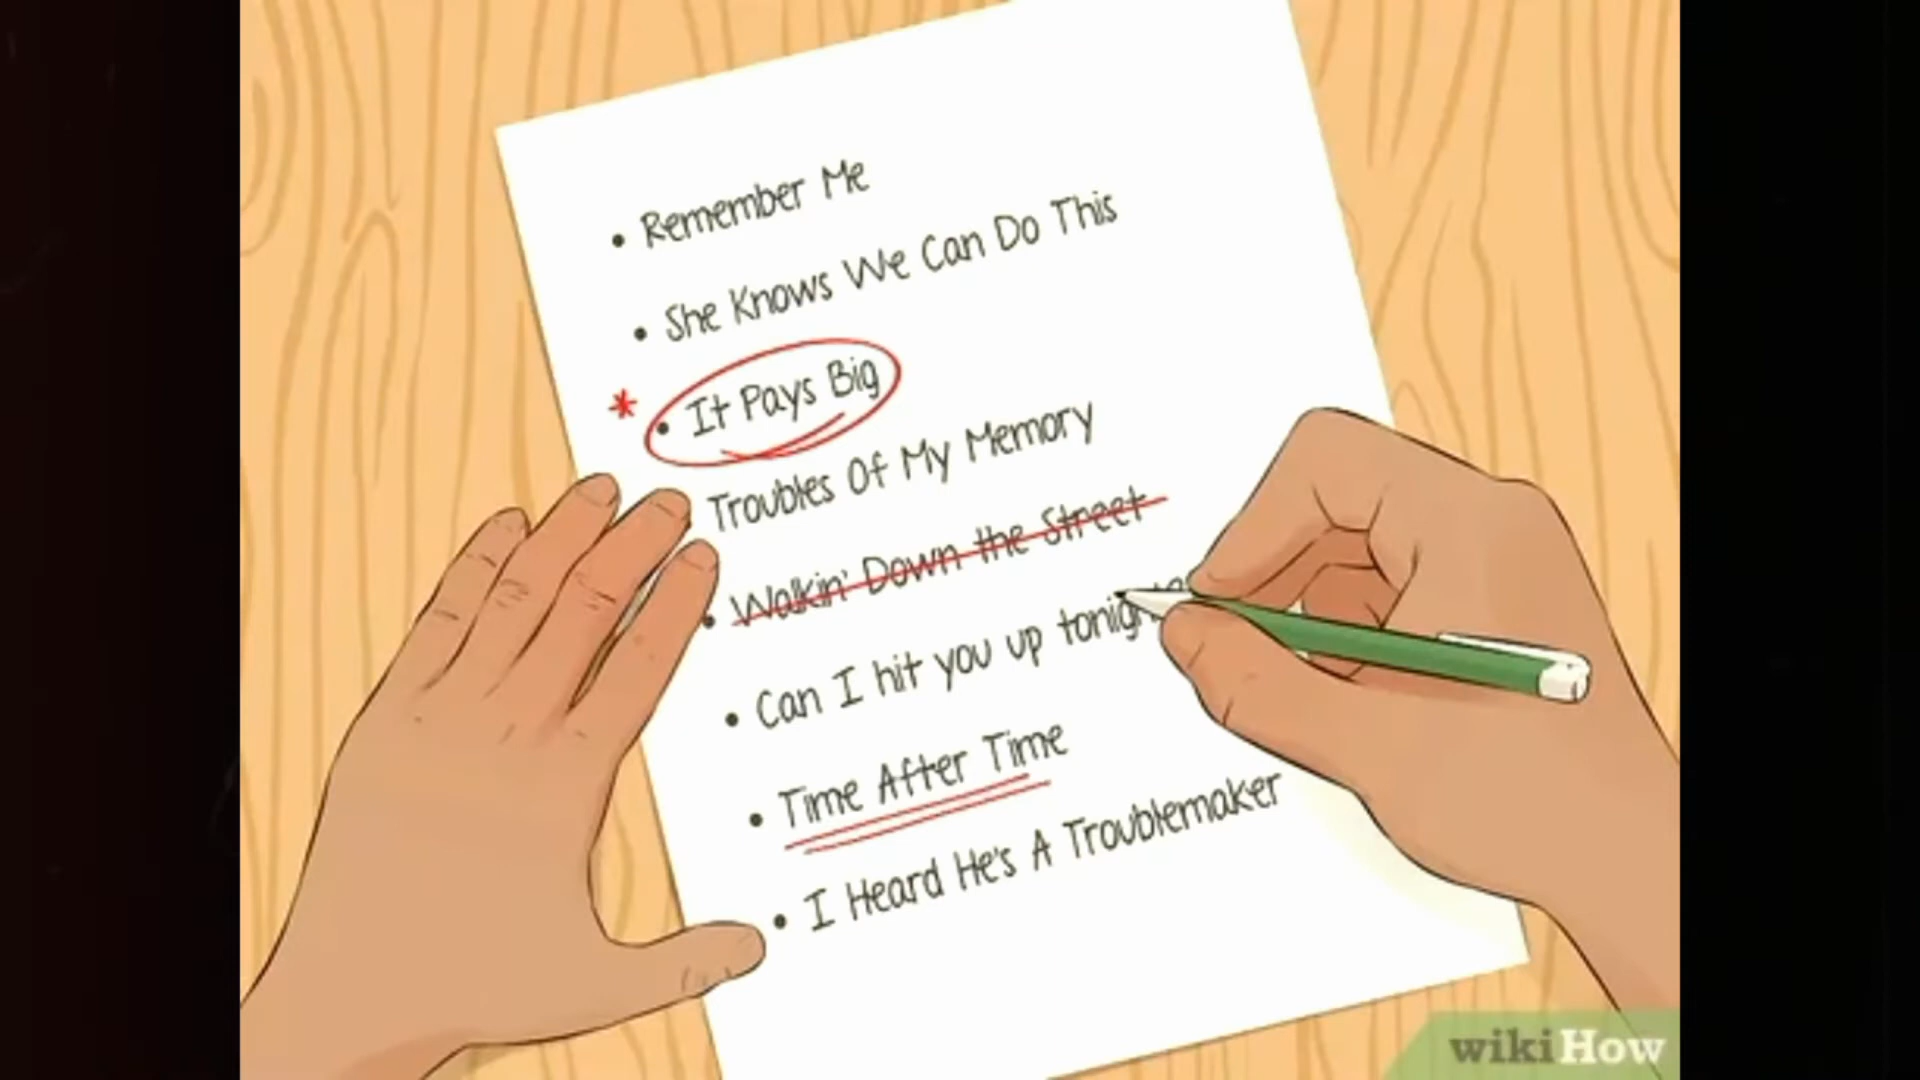 • Remember Me
• She Knows We Can Do This
* • It Pays Big
Troubles Of My Memory
• Walkin' Down the Street
• Can I hit you up
• Time After Time
• I Heard He's A Troublemaker
wikiHow